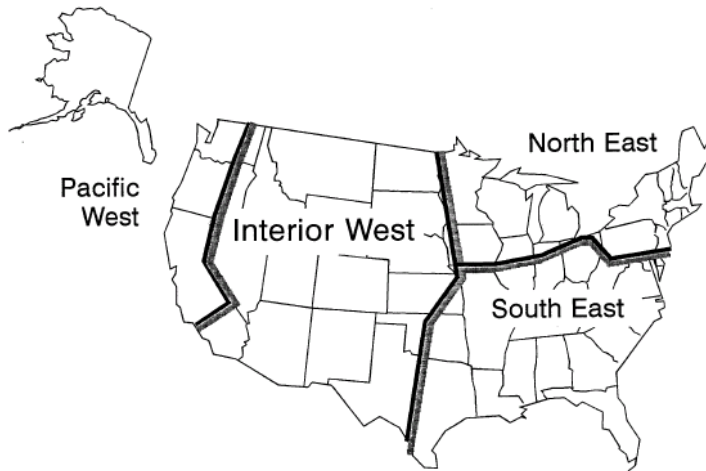 North East
Pacific
West
Interior West
South East